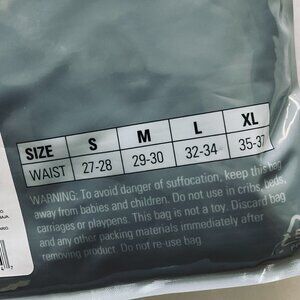 SIZE S M L XL
WAIST 27-28 29-30 32-34 35-37
WARNING: To avoid danger of suffocation, keep this bag
away from babies and children. Do not use in cribs, beds,
carriages or playpens. This bag is not a toy. Discard bag
and any other packing materials immediately after
removing product. Do not re-use bag